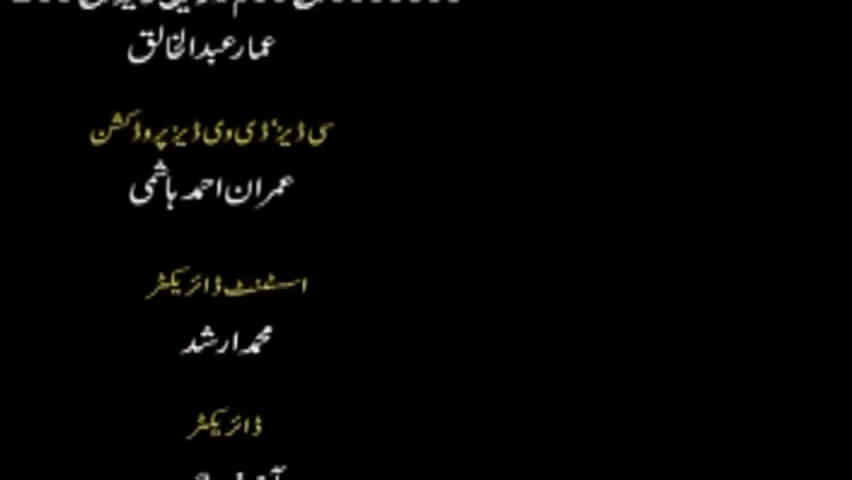 عمار عبدالخالق
سی ڈیز' ڈی وی ڈیز پروڈکشن
عمران احمد ہاشمی
اسسٹنٹ ڈائریکٹر
محمد ارشد
ڈائریکٹر